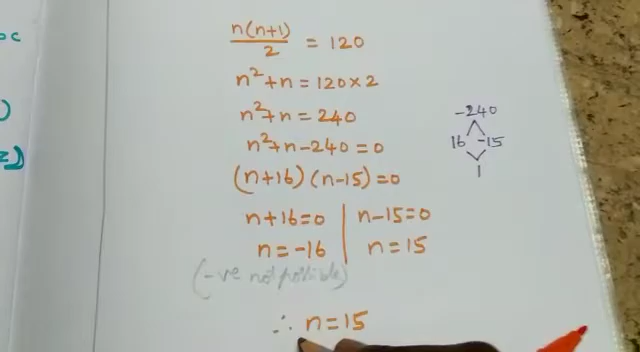 n(n+1)/2 = 120
n²+n = 120×2
n²+n = 240
n²+n-240=0
(n+16)(n-15)=0
n+16=0 | n-15=0
n=-16 | n=15
(-ve not possible)
∴ n=15
-240
16 -15
1